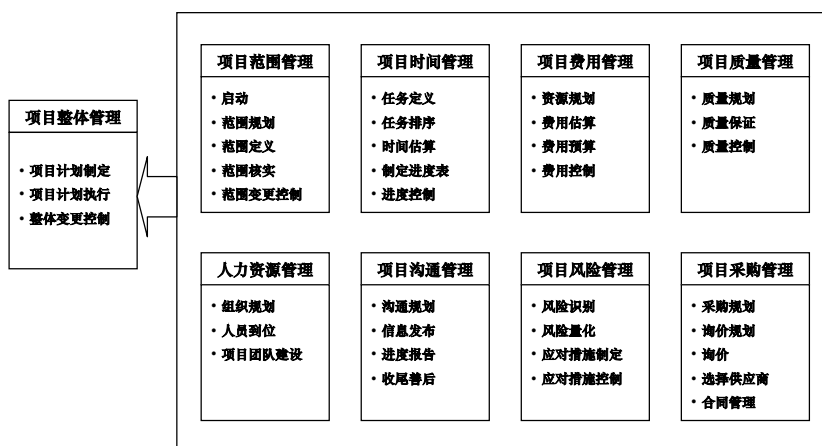 项目整体管理
• 项目计划制定
• 项目计划执行
• 整体变更控制
项目范围管理
• 启动
• 范围规划
• 范围定义
• 范围核实
• 范围变更控制
项目时间管理
• 任务定义
• 任务排序
• 时间估算
• 制定进度表
• 进度控制
项目费用管理
• 资源规划
• 费用估算
• 费用预算
• 费用控制
项目质量管理
• 质量规划
• 质量保证
• 质量控制
人力资源管理
• 组织规划
• 人员到位
• 项目团队建设
项目沟通管理
• 沟通规划
• 信息发布
• 进度报告
• 收尾善后
项目风险管理
• 风险识别
• 风险量化
• 应对措施制定
• 应对措施控制
项目采购管理
• 采购规划
• 询价规划
• 询价
• 选择供应商
• 合同管理